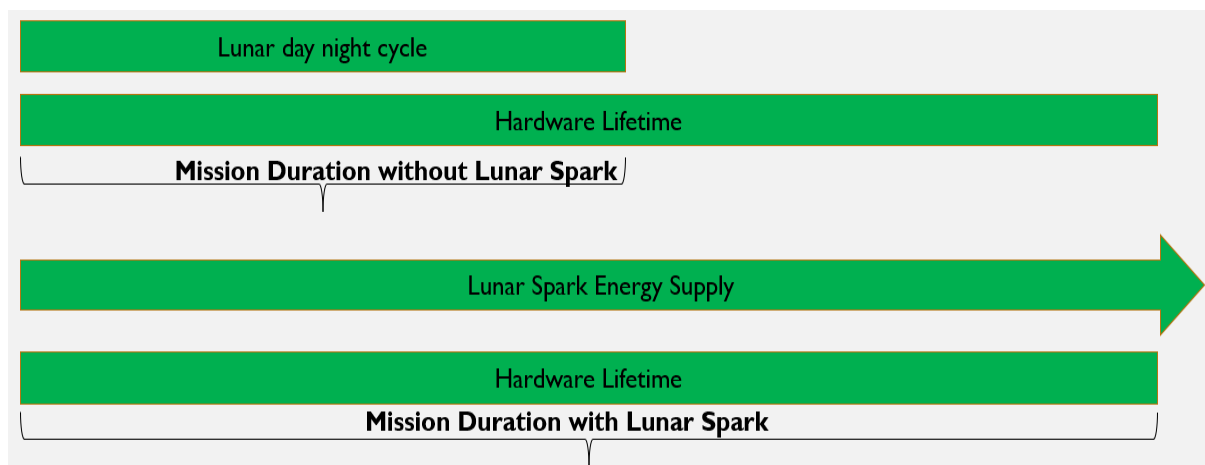 Lunar day night cycle
Hardware Lifetime
Mission Duration without Lunar Spark
Lunar Spark Energy Supply
Hardware Lifetime
Mission Duration with Lunar Spark